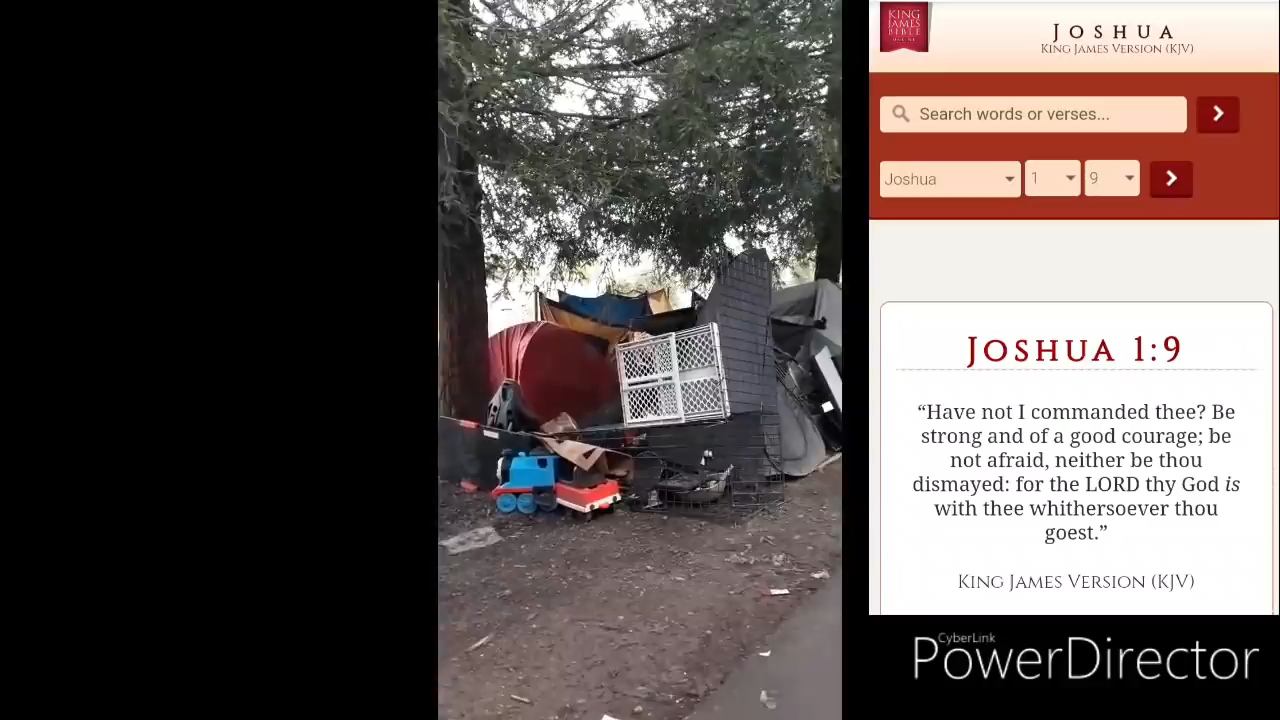 KING
JAMES
BIBLE
JOSHUA
KING JAMES VERSION (KJV)
Search words or verses...
Joshua 1 9
JOSHUA 1:9
“Have not I commanded thee? Be
strong and of a good courage; be
not afraid, neither be thou
dismayed: for the LORD thy God is
with thee whithersoever thou
goest.”
KING JAMES VERSION (KJV)
CyberLink
PowerDirector